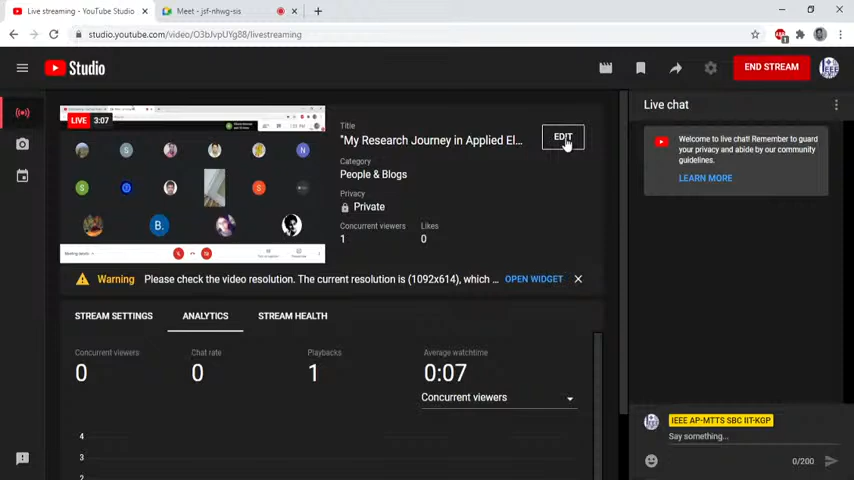 Live streaming - YouTube Studio
Meet - jsf-nhwg-sis
studio.youtube.com/video/O3bJvpUYg88/livestreaming
Studio
END STREAM
LIVE 3:07
N
S
S
S
B.
Title
"My Research Journey in Applied El...
EDIT
Category
People & Blogs
Privacy
Private
Concurrent viewers
Likes
1
0
Warning Please check the video resolution. The current resolution is (1092x614), which ... OPEN WIDGET
STREAM SETTINGS ANALYTICS STREAM HEALTH
Concurrent viewers
Chat rate
Playbacks
Average watchtime
0
0
1
0:07
Concurrent viewers
4
3
2
Live chat
Welcome to live chat! Remember to guard
your privacy and abide by our community
guidelines.
LEARN MORE
IEEE AP-MTTS SBC IIT-KGP
Say something...
0/200